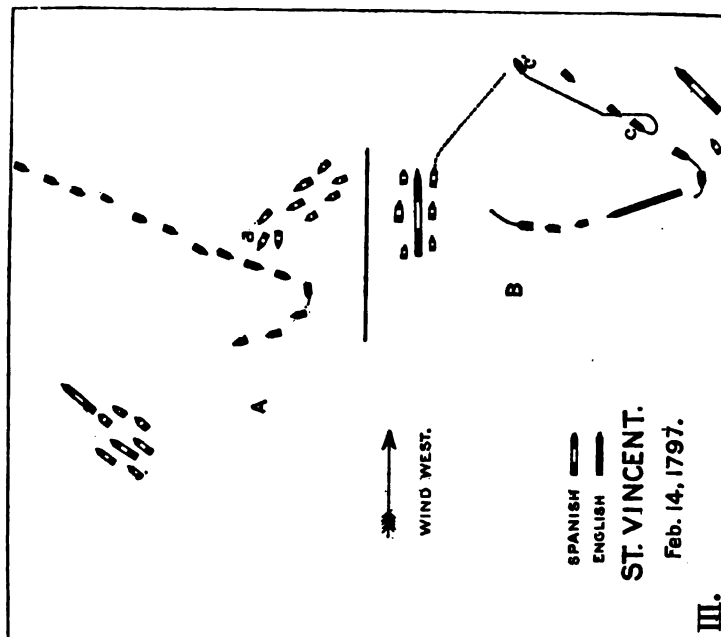 a
A
c'
c
B
WIND WEST.
SPANISH
ENGLISH
ST. VINCENT.
Feb. 14, 1797.
III.